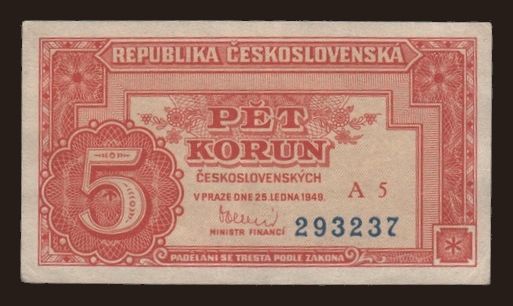 REPUBLIKA ČESKOSLOVENSKÁ
PĚT
KORUN
ČESKOSLOVENSKÝCH
V PRAZE DNE 25. LEDNA 1949.
A 5
5
293237
MINISTR FINANCÍ
PADĚLÁNÍ SE TRESTÁ PODLE ZÁKONA